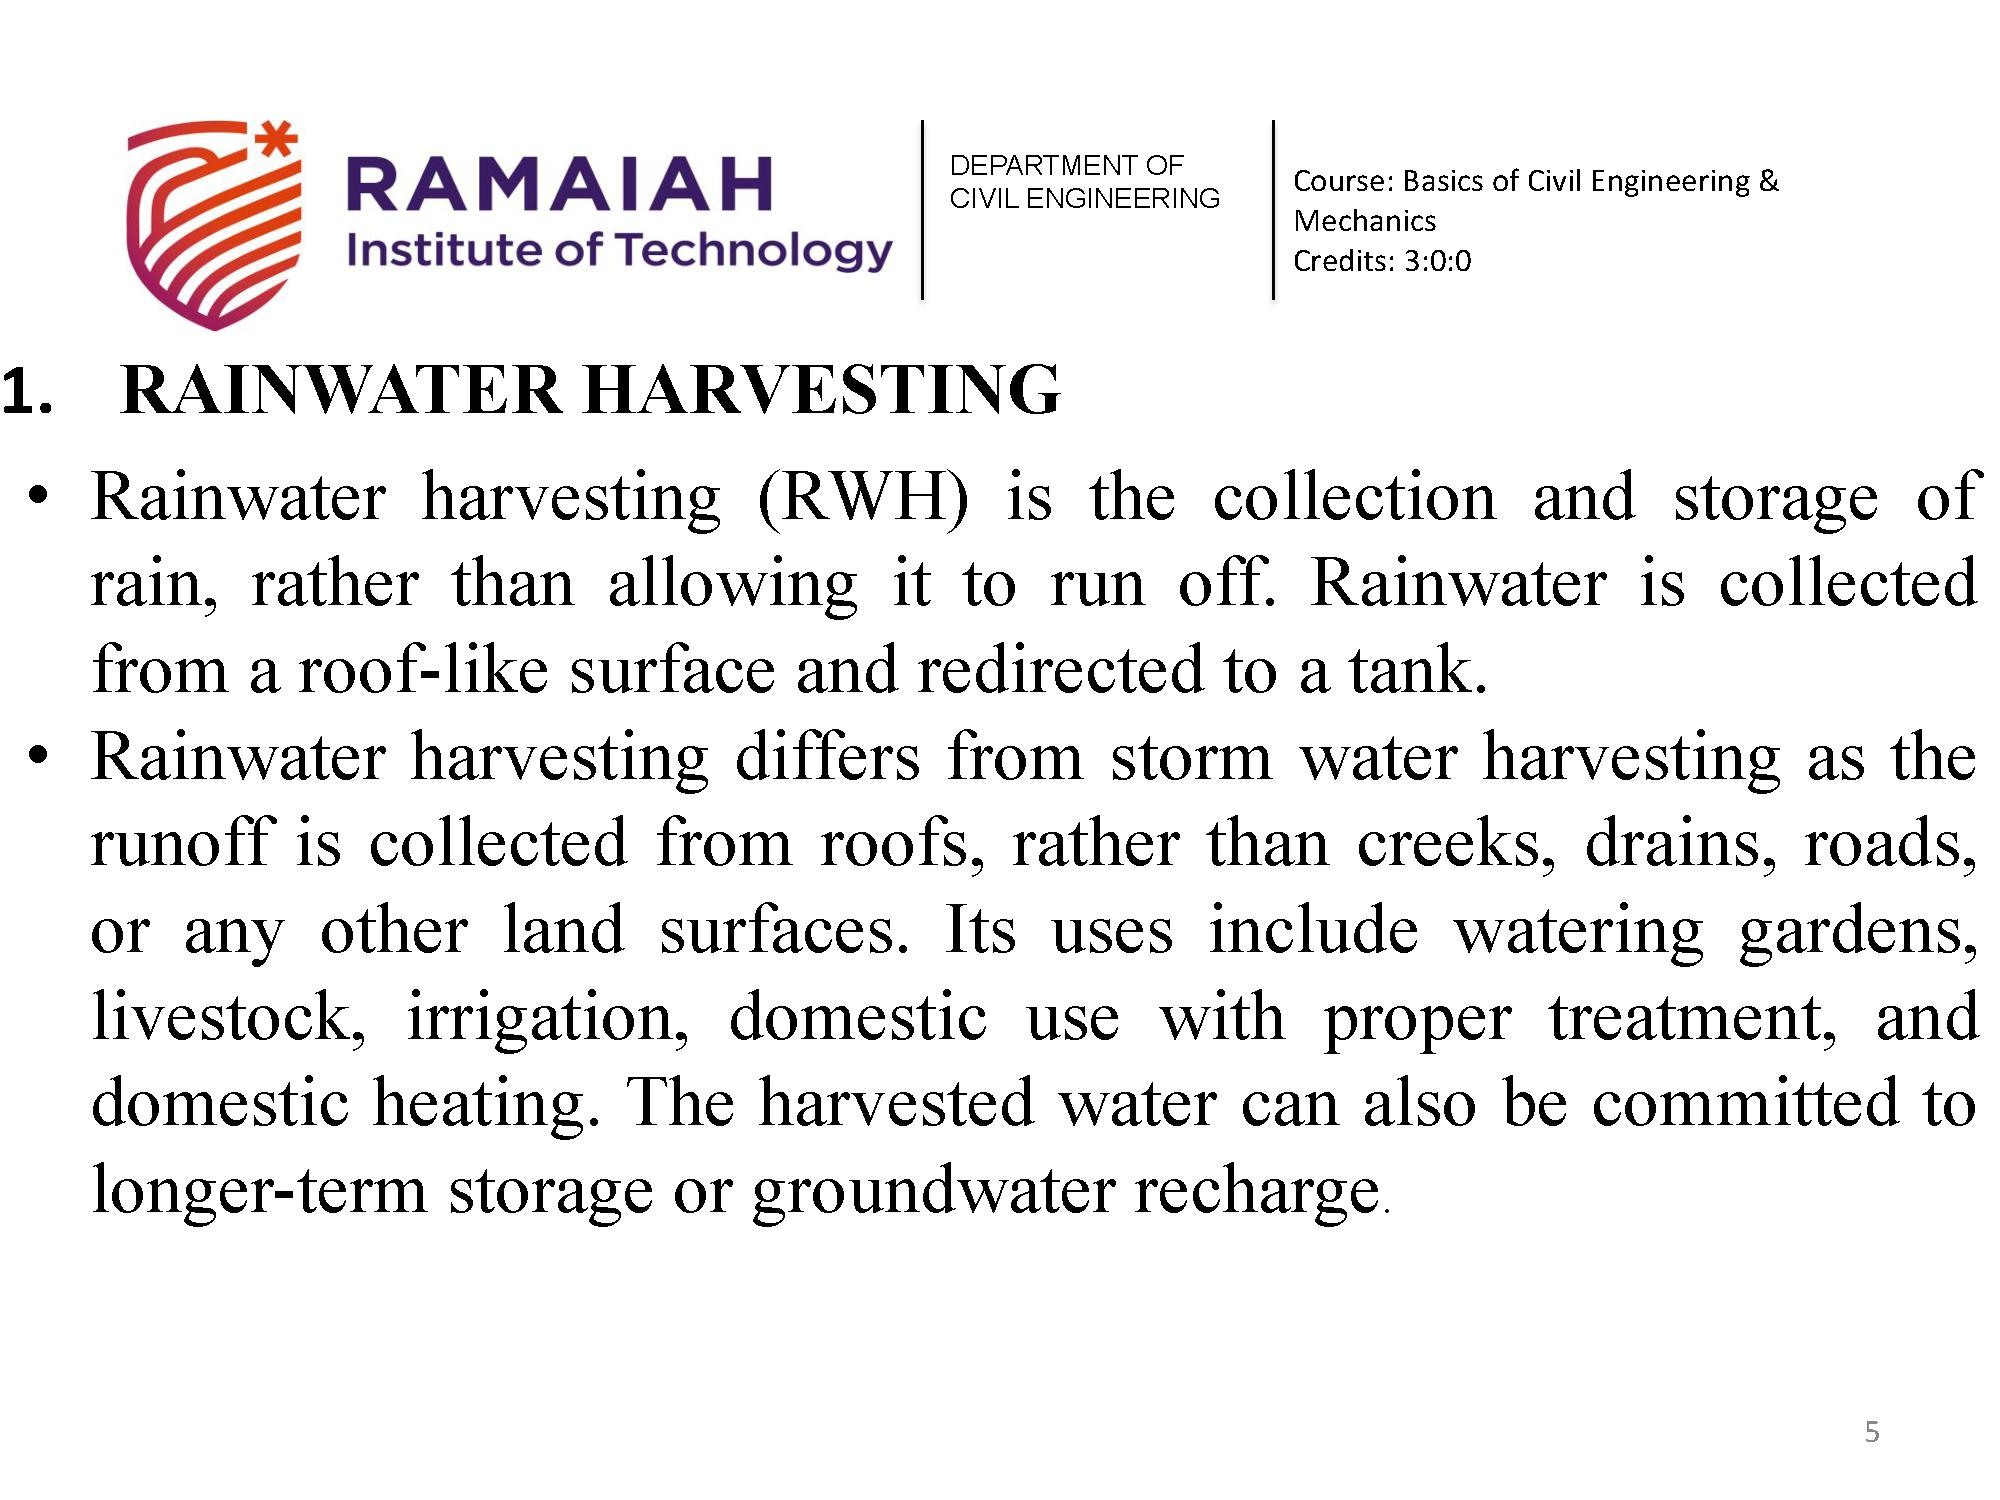 RAMAIAH
Institute of Technology
DEPARTMENT OF
CIVIL ENGINEERING
Course: Basics of Civil Engineering &
Mechanics
Credits: 3:0:0
1. RAINWATER HARVESTING
• Rainwater harvesting (RWH) is the collection and storage of
rain, rather than allowing it to run off. Rainwater is collected
from a roof-like surface and redirected to a tank.
• Rainwater harvesting differs from storm water harvesting as the
runoff is collected from roofs, rather than creeks, drains, roads,
or any other land surfaces. Its uses include watering gardens,
livestock, irrigation, domestic use with proper treatment, and
domestic heating. The harvested water can also be committed to
longer-term storage or groundwater recharge.
5